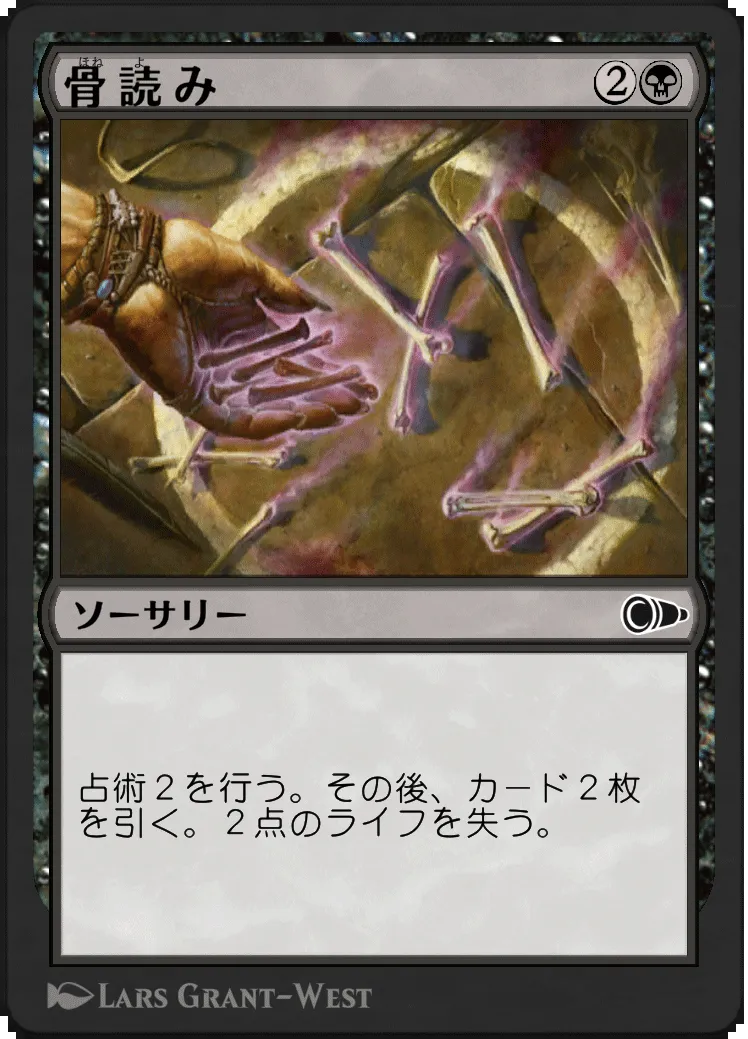 骨読み
ほね よ
2
ソーサリー
占術２を行う。その後、カード２枚
を引く。２点のライフを失う。
LARS GRANT-WEST